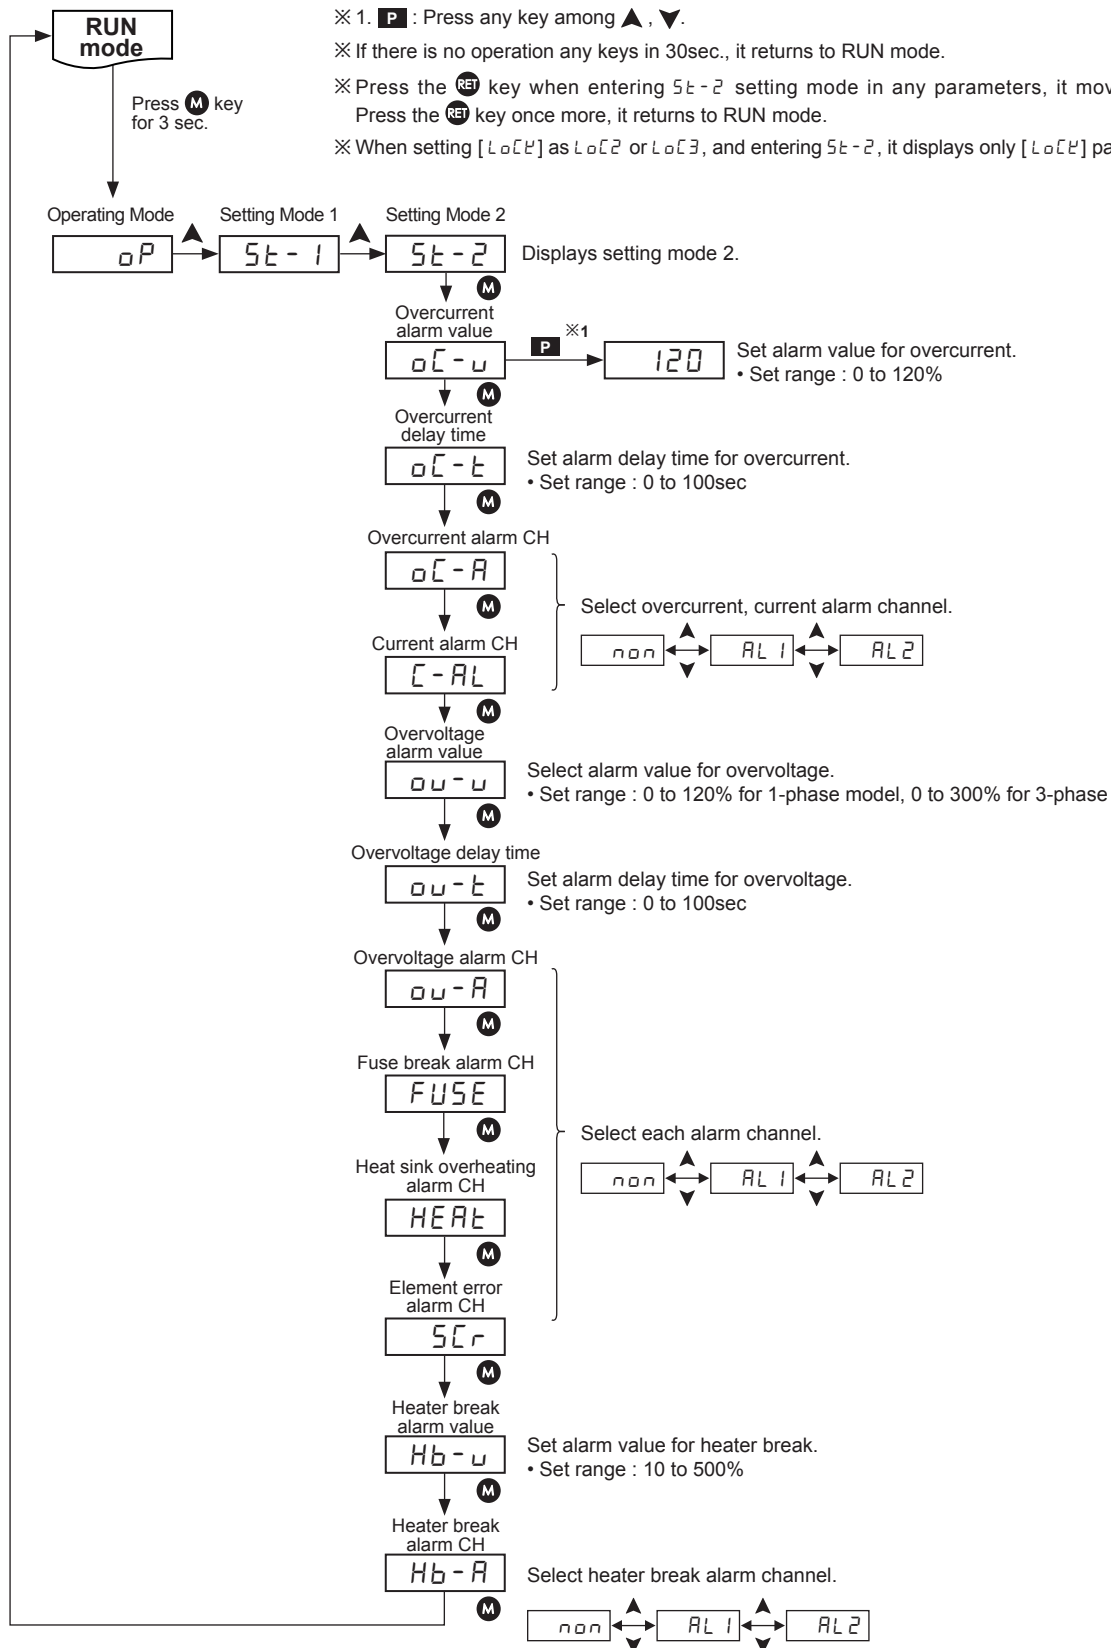 RUN
mode
※ 1. P : Press any key among ▲ , ▼.
※ If there is no operation any keys in 30sec., it returns to RUN mode.
※ Press the RET key when entering St-2 setting mode in any parameters, it mov
Press the RET key once more, it returns to RUN mode.
※ When setting [ LoCK] as LoC2 or LoC3, and entering St-2, it displays only [ LoCK] pa
Press M key
for 3 sec.
Operating Mode Setting Mode 1 Setting Mode 2
oP St-1 St-2 Displays setting mode 2.
M
Overcurrent
alarm value
oC-u P ※1 120 Set alarm value for overcurrent.
• Set range : 0 to 120%
M
Overcurrent
delay time
oC-t Set alarm delay time for overcurrent.
• Set range : 0 to 100sec
M
Overcurrent alarm CH
oC-A
M
Select overcurrent, current alarm channel.
non AL1 AL2
Current alarm CH
C-AL
M
Overvoltage
alarm value
ou-u Select alarm value for overvoltage.
• Set range : 0 to 120% for 1-phase model, 0 to 300% for 3-phase
M
Overvoltage delay time
ou-t Set alarm delay time for overvoltage.
• Set range : 0 to 100sec
M
Overvoltage alarm CH
ou-A
M
Fuse break alarm CH
FUSE
M
Select each alarm channel.
non AL1 AL2
Heat sink overheating
alarm CH
HEAt
M
Element error
alarm CH
SCr
M
Heater break
alarm value
Hb-u Set alarm value for heater break.
• Set range : 10 to 500%
M
Heater break
alarm CH
Hb-A Select heater break alarm channel.
M
non AL1 AL2